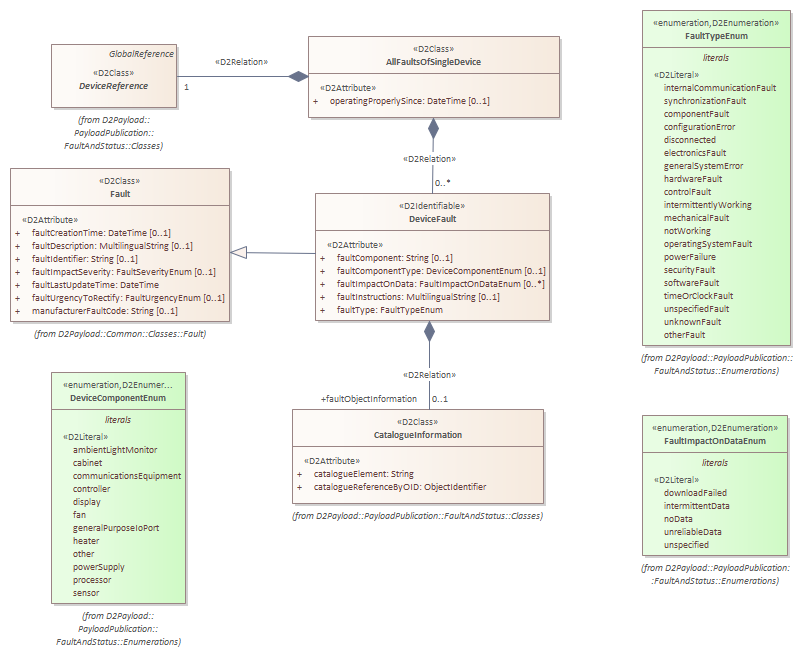 GlobalReference
«D2Class»
DeviceReference
(from D2Payload::
PayloadPublication::
FaultAndStatus::Classes)
«D2Relation»
1
«D2Class»
AllFaultsOfSingleDevice
«D2Attribute»
+ operatingProperlySince: DateTime [0..1]
«D2Relation»
0..*
«D2Class»
Fault
«D2Attribute»
+ faultCreationTime: DateTime [0..1]
+ faultDescription: MultilingualString [0..1]
+ faultIdentifier: String [0..1]
+ faultImpactSeverity: FaultSeverityEnum [0..1]
+ faultLastUpdateTime: DateTime
+ faultUrgencyToRectify: FaultUrgencyEnum [0..1]
+ manufacturerFaultCode: String [0..1]
(from D2Payload::Common::Classes::Fault)
«D2Identifiable»
DeviceFault
«D2Attribute»
+ faultComponent: String [0..1]
+ faultComponentType: DeviceComponentEnum [0..1]
+ faultImpactOnData: FaultImpactOnDataEnum [0..*]
+ faultInstructions: MultilingualString [0..1]
+ faultType: FaultTypeEnum
«D2Relation»
+faultObjectInformation 0..1
«D2Class»
CatalogueInformation
«D2Attribute»
+ catalogueElement: String
+ catalogueReferenceByOID: ObjectIdentifier
(from D2Payload::PayloadPublication::FaultAndStatus::Classes)
«enumeration,D2Enumer...
DeviceComponentEnum
literals
«D2Literal»
ambientLightMonitor
cabinet
communicationsEquipment
controller
display
fan
generalPurposeIoPort
heater
other
powerSupply
processor
sensor
(from D2Payload::
PayloadPublication::
FaultAndStatus::Enumerations)
«enumeration,D2Enumeration»
FaultTypeEnum
literals
«D2Literal»
internalCommunicationFault
synchronizationFault
componentFault
configurationError
disconnected
electronicsFault
generalSystemError
hardwareFault
controlFault
intermittentlyWorking
mechanicalFault
notWorking
operatingSystemFault
powerFailure
securityFault
softwareFault
timeOrClockFault
unspecifiedFault
unknownFault
otherFault
(from D2Payload::PayloadPublication::
FaultAndStatus::Enumerations)
«enumeration,D2Enumeration»
FaultImpactOnDataEnum
literals
«D2Literal»
downloadFailed
intermittentData
noData
unreliableData
unspecified
(from D2Payload::PayloadPublication:
:FaultAndStatus::Enumerations)